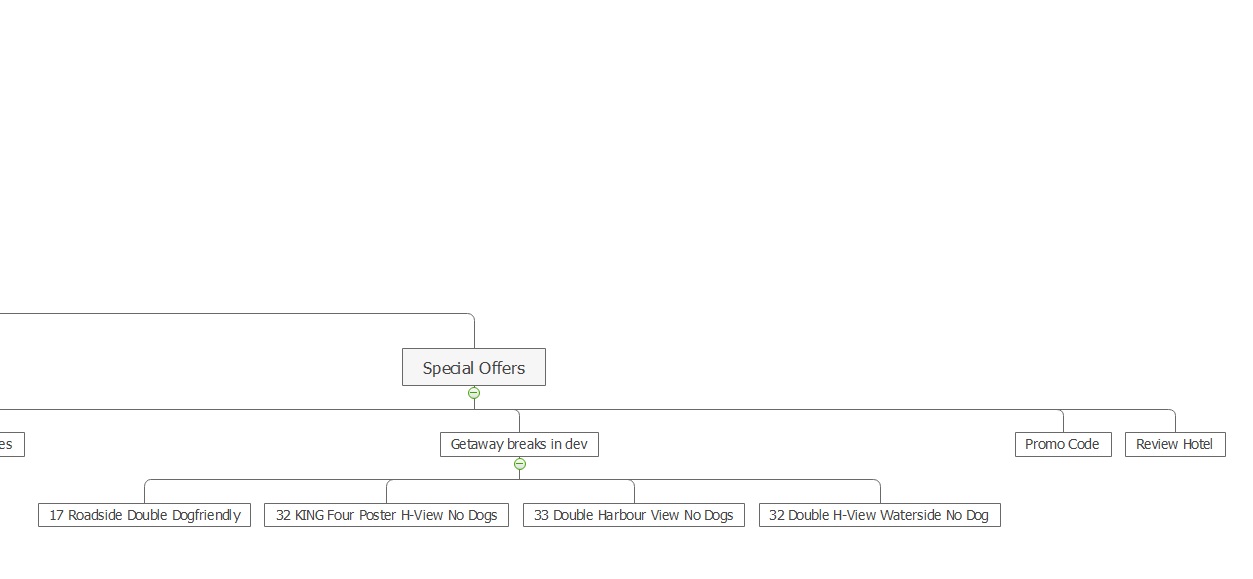 Special Offers
es
Getaway breaks in dev
Promo Code
Review Hotel
17 Roadside Double Dogfriendly
32 KING Four Poster H-View No Dogs
33 Double Harbour View No Dogs
32 Double H-View Waterside No Dog